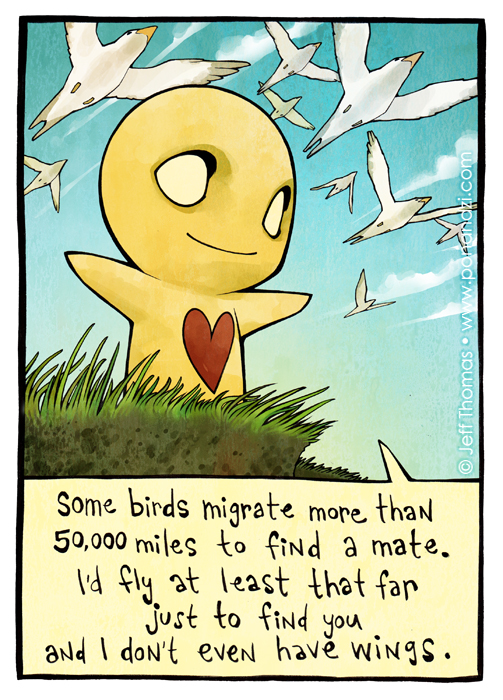 Some birds migrate more than
50,000 miles to find a mate.
I'd fly at least that far
just to find you
and I don't even have wings.
© Jeff Thomas • www.pandanozi.com